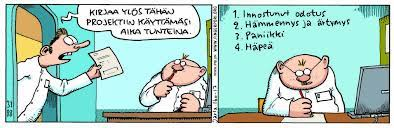 KIRJAA YLÖS TÄHÄN
PROJEKTIIN KÄYTTÄMÄSI
AIKA TUNTEINA.
1. Innostunut odotus
2. Hämmennys ja ärtymys
3. Paniikki
4. Häpeä